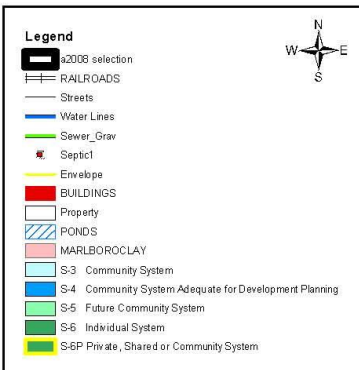 Legend
a2008 selection
RAILROADS
Streets
Water Lines
Sewer_Grav
Septic1
Envelope
BUILDINGS
Property
PONDS
MARLBOROCLAY
S-3 Community System
S-4 Community System Adequate for Development Planning
S-5 Future Community System
S-6 Individual System
S-6P Private, Shared or Community System
N
W E
S